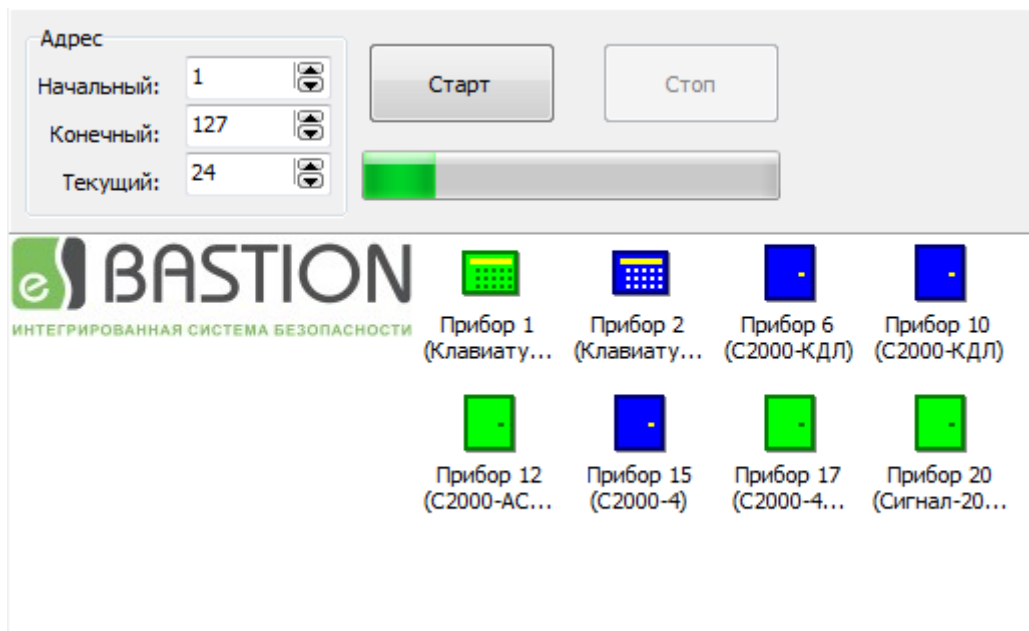 Адрес
Начальный: 1
Конечный: 127
Текущий: 24
Старт
Стоп
eS BASTION
ИНТЕГРИРОВАННАЯ СИСТЕМА БЕЗОПАСНОСТИ
Прибор 1
(Клавиату...
Прибор 2
(Клавиату...
Прибор 6
(С2000-КДЛ)
Прибор 10
(С2000-КДЛ)
Прибор 12
(С2000-АС...
Прибор 15
(С2000-4)
Прибор 17
(С2000-4...
Прибор 20
(Сигнал-20...